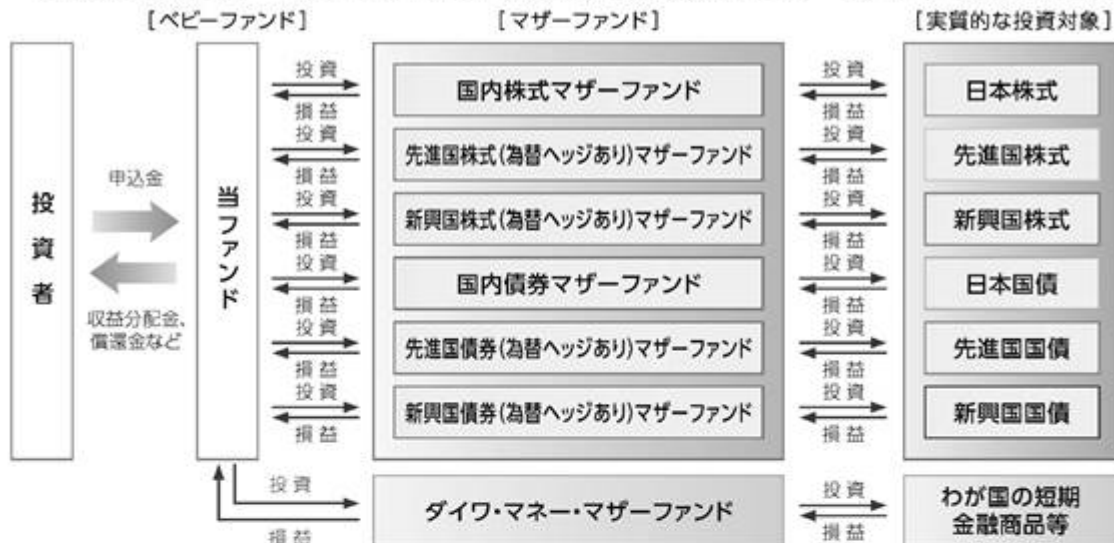 [ベビーファンド]
[マザーファンド]
[実質的な投資対象]
投資者
申込金
収益分配金、
償還金など
当ファンド
投資
損益
国内株式マザーファンド
投資
損益
日本株式
投資
損益
先進国株式(為替ヘッジあり)マザーファンド
投資
損益
先進国株式
投資
損益
新興国株式(為替ヘッジあり)マザーファンド
投資
損益
新興国株式
投資
損益
国内債券マザーファンド
投資
損益
日本国債
投資
損益
先進国債券(為替ヘッジあり)マザーファンド
投資
損益
先進国国債
投資
損益
新興国債券(為替ヘッジあり)マザーファンド
投資
損益
新興国国債
投資
損益
ダイワ・マネー・マザーファンド
投資
損益
わが国の短期
金融商品等